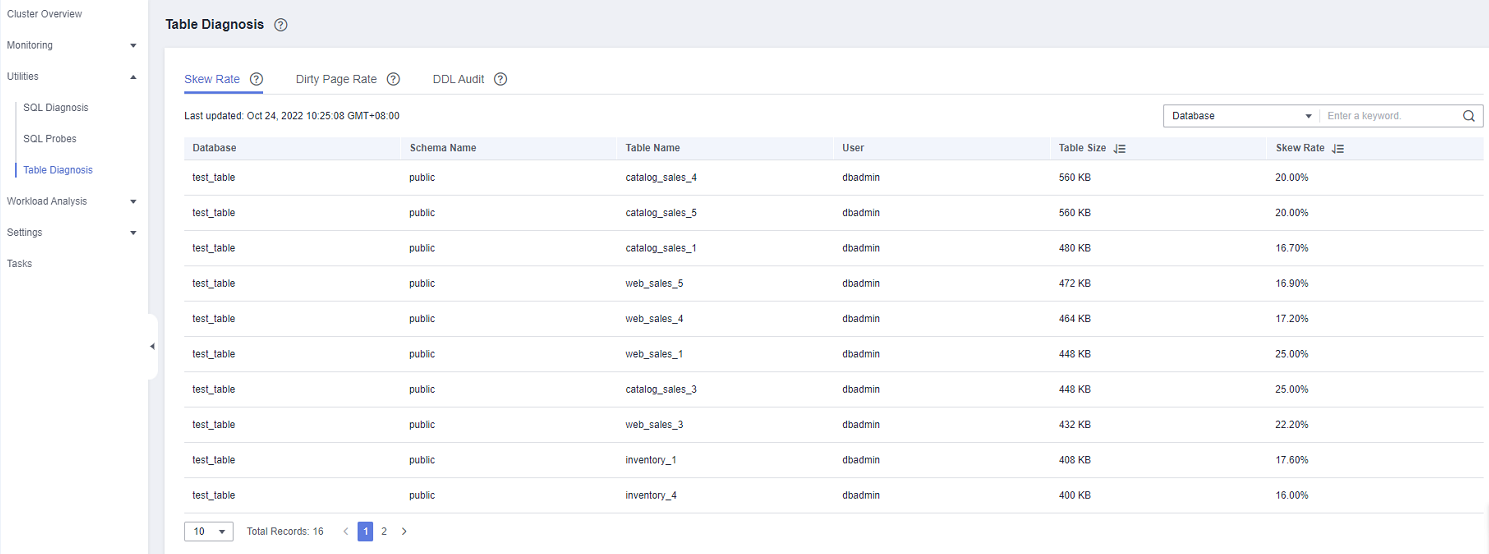 Cluster Overview
Monitoring
Utilities
SQL Diagnosis
SQL Probes
Table Diagnosis
Workload Analysis
Settings
Tasks
Table Diagnosis ?
Skew Rate ? Dirty Page Rate ? DDL Audit ?
Last updated: Oct 24, 2022 10:25:08 GMT+08:00 Database Enter a keyword.
Database Schema Name Table Name User Table Size Skew Rate
test_table public catalog_sales_4 dbadmin 560 KB 20.00%
test_table public catalog_sales_5 dbadmin 560 KB 20.00%
test_table public catalog_sales_1 dbadmin 480 KB 16.70%
test_table public web_sales_5 dbadmin 472 KB 16.90%
test_table public web_sales_4 dbadmin 464 KB 17.20%
test_table public web_sales_1 dbadmin 448 KB 25.00%
test_table public catalog_sales_3 dbadmin 448 KB 25.00%
test_table public web_sales_3 dbadmin 432 KB 22.20%
test_table public inventory_1 dbadmin 408 KB 17.60%
test_table public inventory_4 dbadmin 400 KB 16.00%
10 Total Records: 16 < 1 2 >